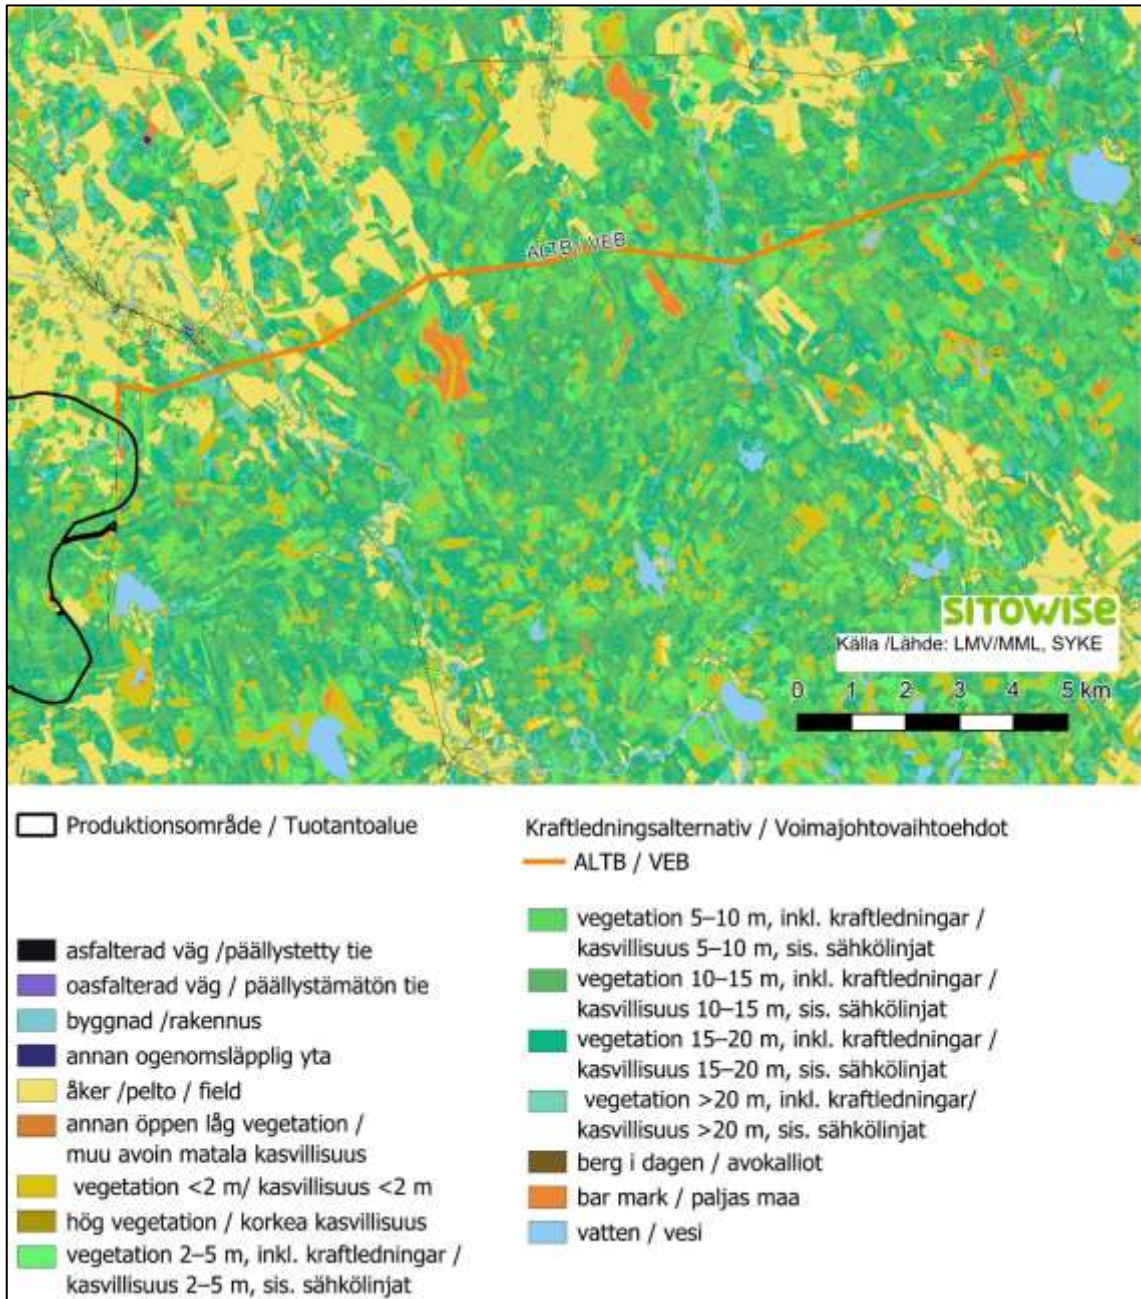 ALTB / VEB
SITOWISE
Källa /Lähde: LMV/MML, SYKE
0 1 2 3 4 5 km
Produktionsområde / Tuotantoalue
asfalterad väg /päällystetty tie
oasfalterad väg / päällystämätön tie
byggnad /rakennus
annan ogenomsläpplig yta
åker /pelto / field
annan öppen låg vegetation /
muu avoin matala kasvillisuus
vegetation <2 m/ kasvillisuus <2 m
hög vegetation / korkea kasvillisuus
vegetation 2–5 m, inkl. kraftledningar /
kasvillisuus 2–5 m, sis. sähkölinjat
Kraftledningsalternativ / Voimajohtovaihtoehdot
ALTB / VEB
vegetation 5–10 m, inkl. kraftledningar /
kasvillisuus 5–10 m, sis. sähkölinjat
vegetation 10–15 m, inkl. kraftledningar /
kasvillisuus 10–15 m, sis. sähkölinjat
vegetation 15–20 m, inkl. kraftledningar /
kasvillisuus 15–20 m, sis. sähkölinjat
vegetation >20 m, inkl. kraftledningar/
kasvillisuus >20 m, sis. sähkölinjat
berg i dagen / avokalliot
bar mark / paljas maa
vatten / vesi